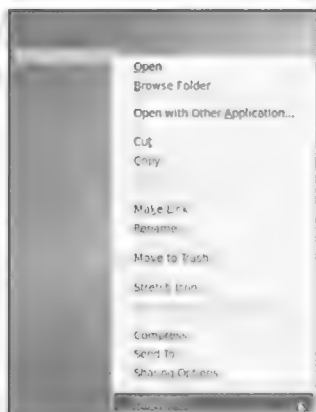 Open
Browse Folder
Open with Other Application...
Cut
Copy
Make Link
Rename...
Move to Trash
Stretch Icon
Compress...
Send To...
Sharing Options